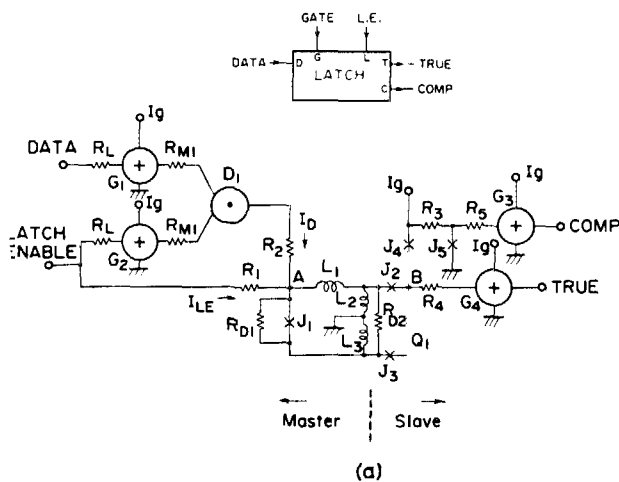 GATE L.E.
DATA D G L T TRUE
LATCH
C COMP
Ig
DATA RL RM1 D1
G1
Ig
LATCH ENABLE RL RM1
G2
ID
R2
Ig R3 R5 Ig
G3 COMP
J4 J5
Ig
R1 A L1 J2 B R4 G4 TRUE
ILE
L2
RD1 J1 RD2
L3
J3 Q1
Master Slave
(a)